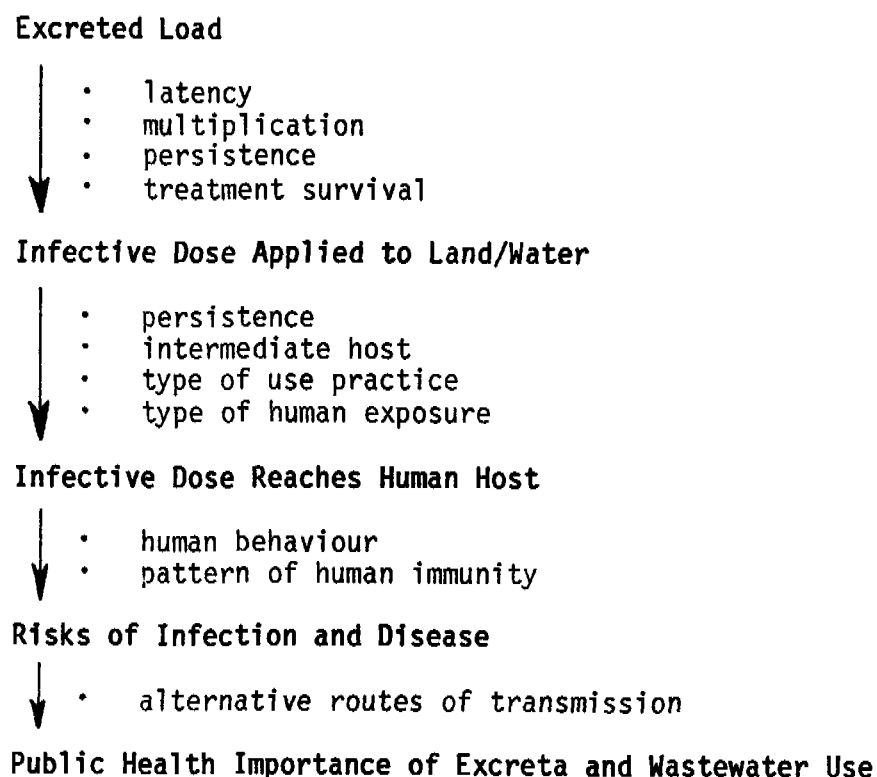 Excreted Load
· latency
· multiplication
· persistence
· treatment survival
Infective Dose Applied to Land/Water
· persistence
· intermediate host
· type of use practice
· type of human exposure
Infective Dose Reaches Human Host
· human behaviour
· pattern of human immunity
Risks of Infection and Disease
· alternative routes of transmission
Public Health Importance of Excreta and Wastewater Use